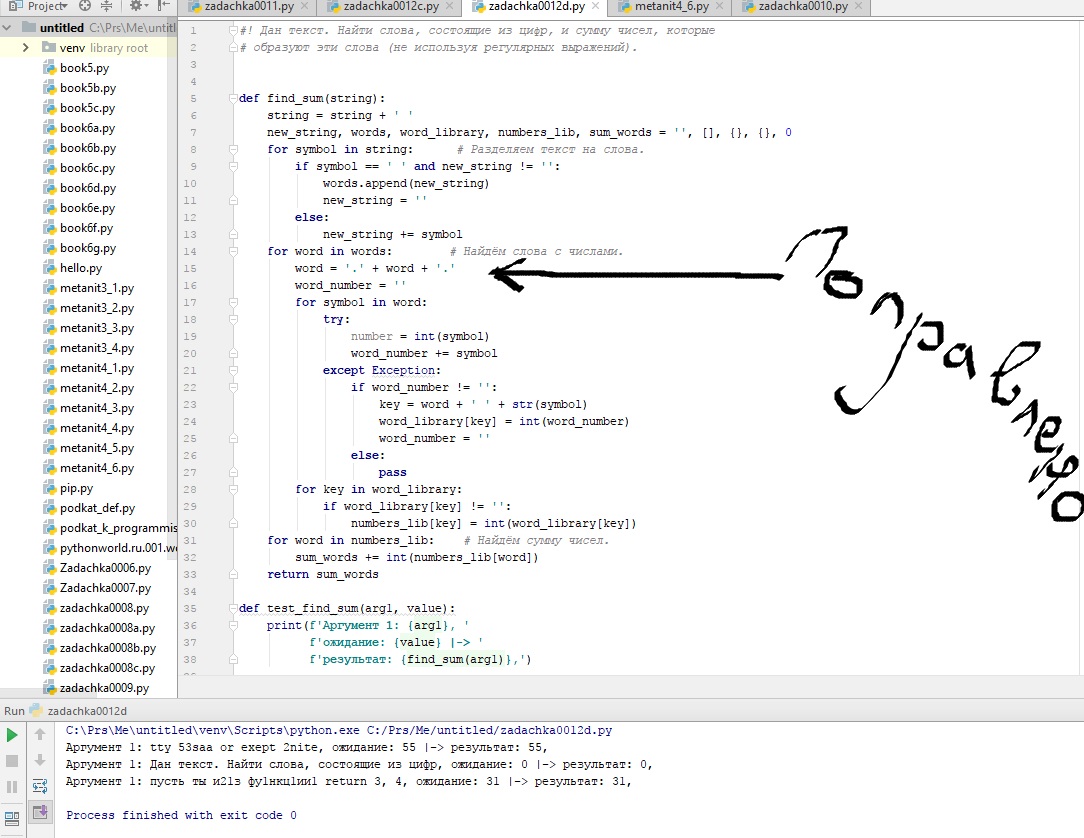 Project
zadachka0011.py
zadachka0012c.py
zadachka0012d.py
metanit4_6.py
zadachka0010.py
untitled C:\Prs\Me\untitl
venv library root
book5.py
book5b.py
book5c.py
book6a.py
book6b.py
book6c.py
book6d.py
book6e.py
book6f.py
book6g.py
hello.py
metanit3_1.py
metanit3_2.py
metanit3_3.py
metanit3_4.py
metanit4_1.py
metanit4_2.py
metanit4_3.py
metanit4_4.py
metanit4_5.py
metanit4_6.py
pip.py
podkat_def.py
podkat_k_programmis
pythonworld.ru.001.we
Zadachka0006.py
Zadachka0007.py
zadachka0008.py
zadachka0008a.py
zadachka0008b.py
zadachka0008c.py
zadachka0009.py
1 #! Дан текст. Найти слова, состоящие из цифр, и сумму чисел, которые
2 # образуют эти слова (не используя регулярных выражений).
3
4
5 def find_sum(string):
6 string = string + ' '
7 new_string, words, word_library, numbers_lib, sum_words = '', [], {}, {}, 0
8 for symbol in string: # Разделяем текст на слова.
9 if symbol == ' ' and new_string != '':
10 words.append(new_string)
11 new_string = ''
12 else:
13 new_string += symbol
14 for word in words: # Найдём слова с числами.
15 word = '.' + word + '.'
16 word_number = ''
17 for symbol in word:
18 try:
19 number = int(symbol)
20 word_number += symbol
21 except Exception:
22 if word_number != '':
23 key = word + ' ' + str(symbol)
24 word_library[key] = int(word_number)
25 word_number = ''
26 else:
27 pass
28 for key in word_library:
29 if word_library[key] != '':
30 numbers_lib[key] = int(word_library[key])
31 for word in numbers_lib: # Найдём сумму чисел.
32 sum_words += int(numbers_lib[word])
33 return sum_words
34
35 def test_find_sum(arg1, value):
36 print(f'Аргумент 1: {arg1}, '
37 f'ожидание: {value} |-> '
38 f'результат: {find_sum(arg1)},')
Поправлено
Run zadachka0012d
C:\Prs\Me\untitled\venv\Scripts\python.exe C:/Prs/Me/untitled/zadachka0012d.py
Аргумент 1: tty 53saa or exept 2nite, ожидание: 55 |-> результат: 55,
Аргумент 1: Дан текст. Найти слова, состоящие из цифр, ожидание: 0 |-> результат: 0,
Аргумент 1: пусть ты и21з фу1нкц1ии1 return 3, 4, ожидание: 31 |-> результат: 31,
Process finished with exit code 0